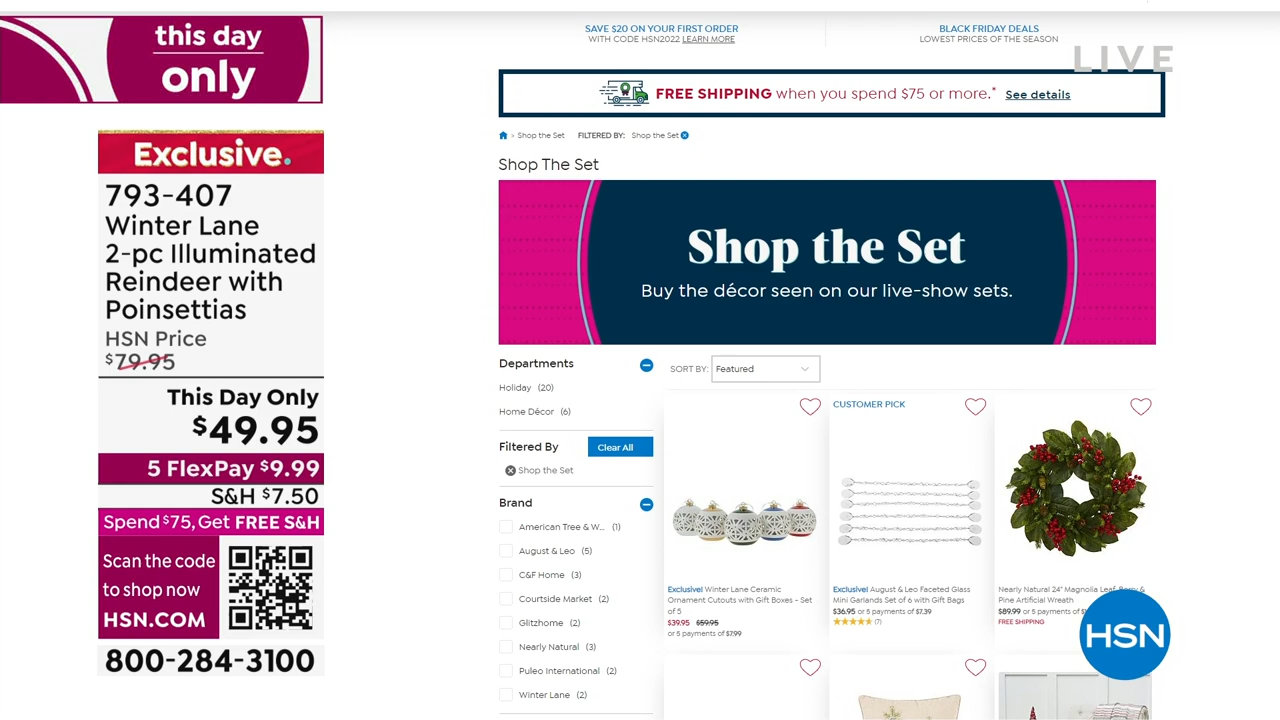 this day
only
Exclusive.
793-407
Winter Lane
2-pc Illuminated
Reindeer with
Poinsettias
HSN Price
$79.95
This Day Only
$49.95
5 FlexPay $9.99
S&H $7.50
Spend $75, Get FREE S&H
Scan the code
to shop now
HSN.COM
800-284-3100
SAVE $20 ON YOUR FIRST ORDER
WITH CODE HSN2022 LEARN MORE
BLACK FRIDAY DEALS
LOWEST PRICES OF THE SEASON
LIVE
FREE SHIPPING when you spend $75 or more.* See details
> Shop the Set FILTERED BY: Shop the Set
Shop The Set
Shop the Set
Buy the décor seen on our live-show sets.
Departments
Holiday (20)
Home Décor (6)
Filtered By Clear All
Shop the Set
Brand
American Tree & W... (1)
August & Leo (5)
C&F Home (3)
Courtside Market (2)
Glitzhome (2)
Nearly Natural (3)
Puleo International (2)
Winter Lane (2)
SORT BY: Featured
Exclusive! Winter Lane Ceramic
Ornament Cutouts with Gift Boxes - Set
of 5
$39.95 $59.95
or 5 payments of $7.99
CUSTOMER PICK
Exclusive! August & Leo Faceted Glass
Mini Garlands Set of 6 with Gift Bags
$36.95 or 5 payments of $7.39
(7)
Nearly Natural 24" Magnolia Leaf, Berry &
Pine Artificial Wreath
$89.99 or 5 payments of
FREE SHIPPING
HSN